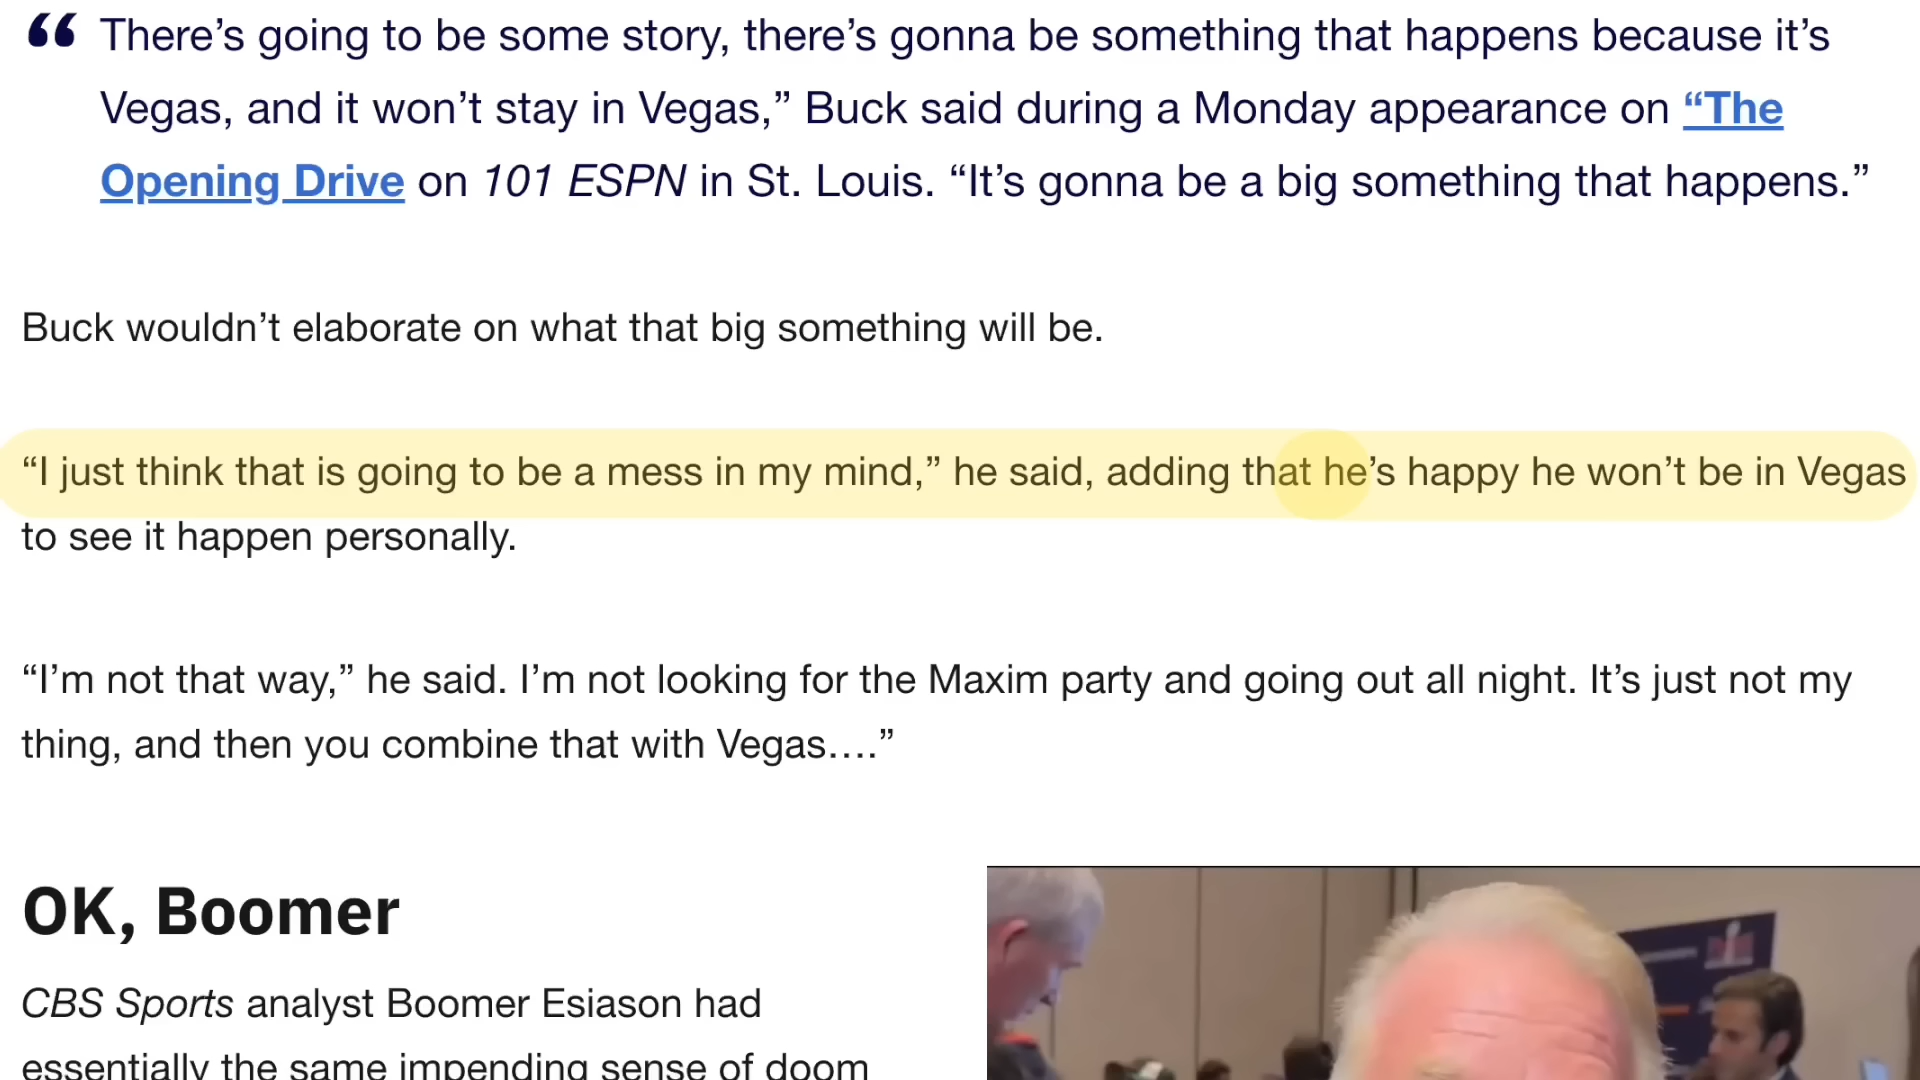 “ There’s going to be some story, there’s gonna be something that happens because it’s
Vegas, and it won’t stay in Vegas,” Buck said during a Monday appearance on “The
Opening Drive on 101 ESPN in St. Louis. “It’s gonna be a big something that happens.”
Buck wouldn’t elaborate on what that big something will be.
“I just think that is going to be a mess in my mind,” he said, adding that he’s happy he won’t be in Vegas
to see it happen personally.
“I’m not that way,” he said. I’m not looking for the Maxim party and going out all night. It’s just not my
thing, and then you combine that with Vegas….”
OK, Boomer
CBS Sports analyst Boomer Esiason had
essentially the same impending sense of doom